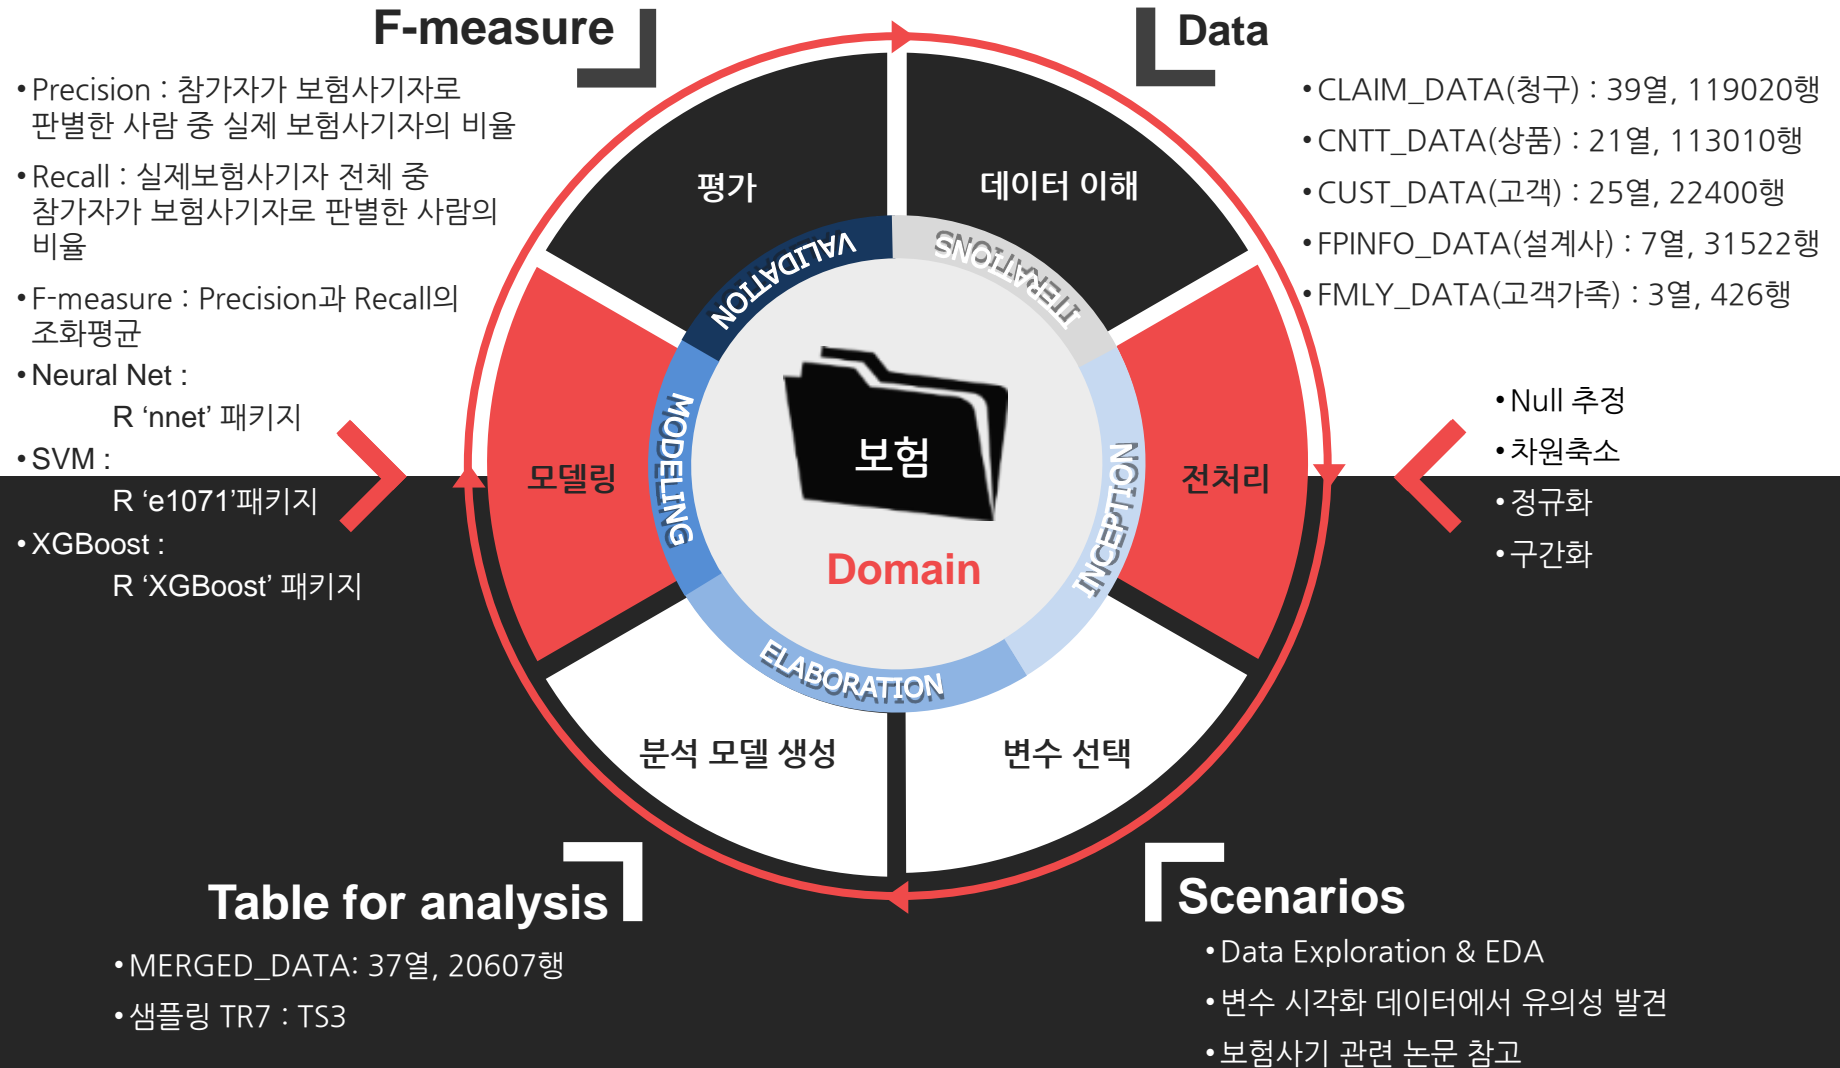 F-measure
• Precision : 참가자가 보험사기자로
판별한 사람 중 실제 보험사기자의 비율
• Recall : 실제보험사기자 전체 중
참가자가 보험사기자로 판별한 사람의
비율
• F-measure : Precision과 Recall의
조화평균
• Neural Net :
R ‘nnet’ 패키지
• SVM :
R ‘e1071’패키지
• XGBoost :
R ‘XGBoost’ 패키지
Data
• CLAIM_DATA(청구) : 39열, 119020행
• CNTT_DATA(상품) : 21열, 113010행
• CUST_DATA(고객) : 25열, 22400행
• FPINFO_DATA(설계사) : 7열, 31522행
• FMLY_DATA(고객가족) : 3열, 426행
• Null 추정
• 차원축소
• 정규화
• 구간화
평가
데이터 이해
모델링
전처리
분석 모델 생성
변수 선택
VALIDATION
ITERATIONS
MODELING
INCEPTION
ELABORATION
보험
Domain
Table for analysis
• MERGED_DATA: 37열, 20607행
• 샘플링 TR7 : TS3
Scenarios
• Data Exploration & EDA
• 변수 시각화 데이터에서 유의성 발견
• 보험사기 관련 논문 참고